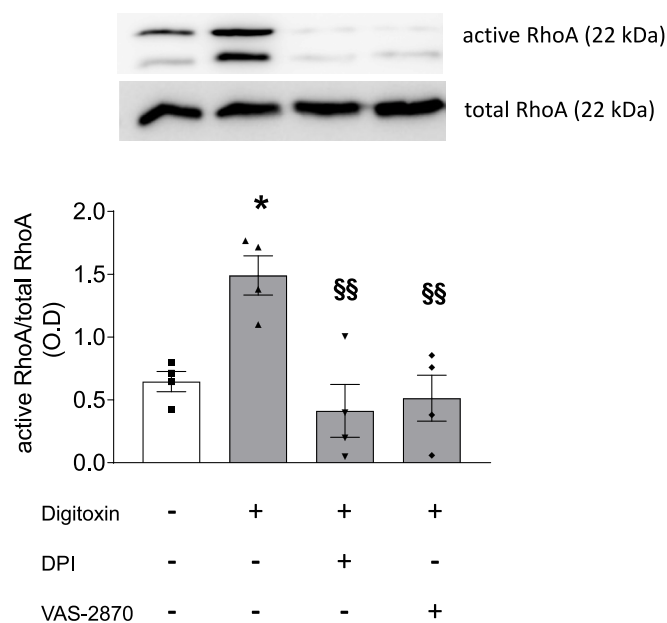 active RhoA (22 kDa)
total RhoA (22 kDa)
active RhoA/total RhoA
(O.D)
2.0
1.5
1.0
0.5
0.0
*
§§
§§
Digitoxin - + + +
DPI - - + -
VAS-2870 - - - +